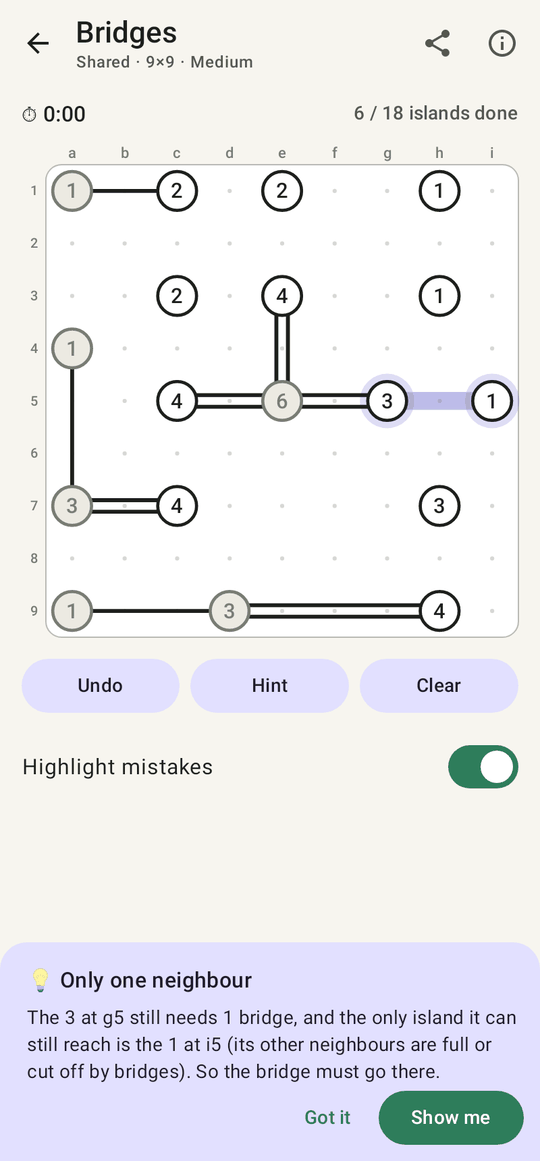 Bridges
Shared · 9×9 · Medium
0:00
6 / 18 islands done
a b c d e f g h i
1 1 2 2 1
2
3 2 4 1
4 1
5 4 6 3 1
6
7 3 4 3
8
9 1 3 4
Undo Hint Clear
Highlight mistakes
Only one neighbour
The 3 at g5 still needs 1 bridge, and the only island it can
still reach is the 1 at i5 (its other neighbours are full or
cut off by bridges). So the bridge must go there.
Got it Show me